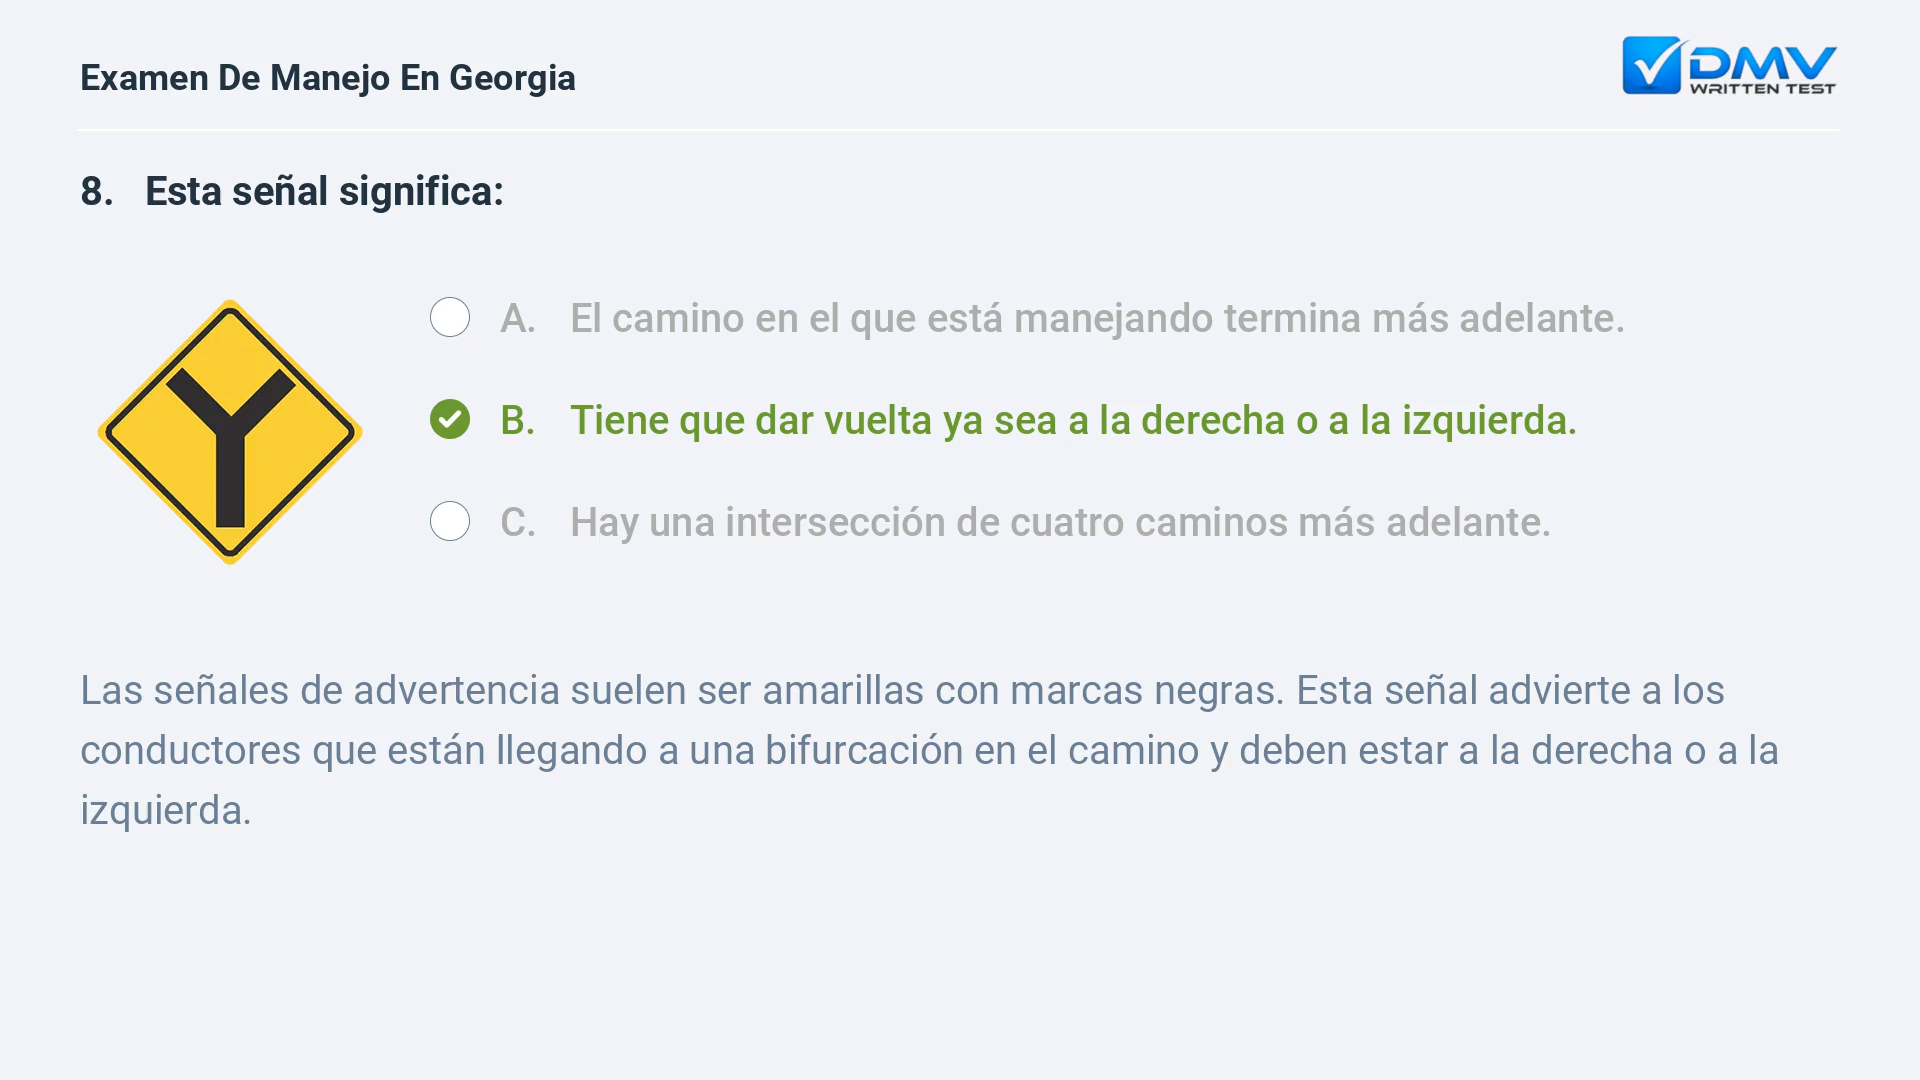 Examen De Manejo En Georgia
DMV
WRITTEN TEST
8. Esta señal significa:
A. El camino en el que está manejando termina más adelante.
B. Tiene que dar vuelta ya sea a la derecha o a la izquierda.
C. Hay una intersección de cuatro caminos más adelante.
Las señales de advertencia suelen ser amarillas con marcas negras. Esta señal advierte a los
conductores que están llegando a una bifurcación en el camino y deben estar a la derecha o a la
izquierda.